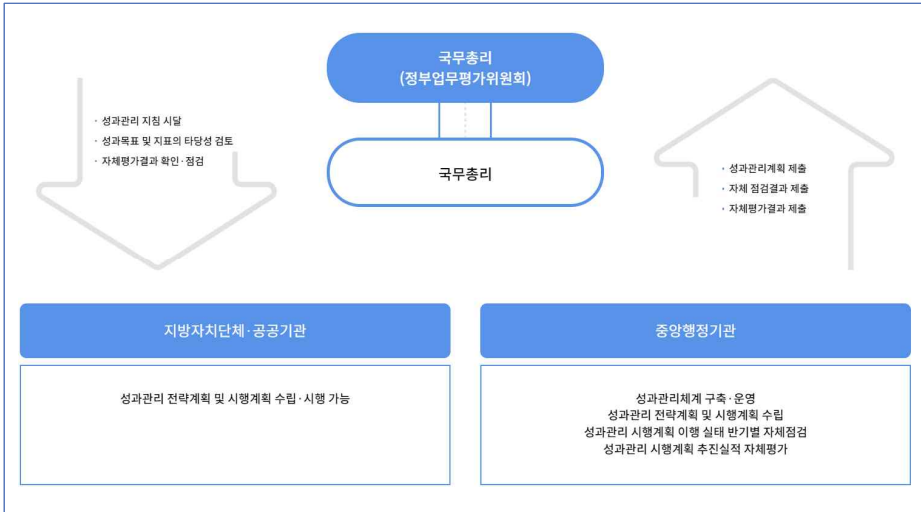 국무총리
(정부업무평가위원회)
· 성과관리 지침 시달
· 성과목표 및 지표의 타당성 검토
· 자체평가결과 확인·점검
국무총리
· 성과관리계획 제출
· 자체 점검결과 제출
· 자체평가결과 제출
지방자치단체·공공기관
성과관리 전략계획 및 시행계획 수립·시행 가능
중앙행정기관
성과관리체계 구축·운영
성과관리 전략계획 및 시행계획 수립
성과관리 시행계획 이행 실태 반기별 자체점검
성과관리 시행계획 추진실적 자체평가